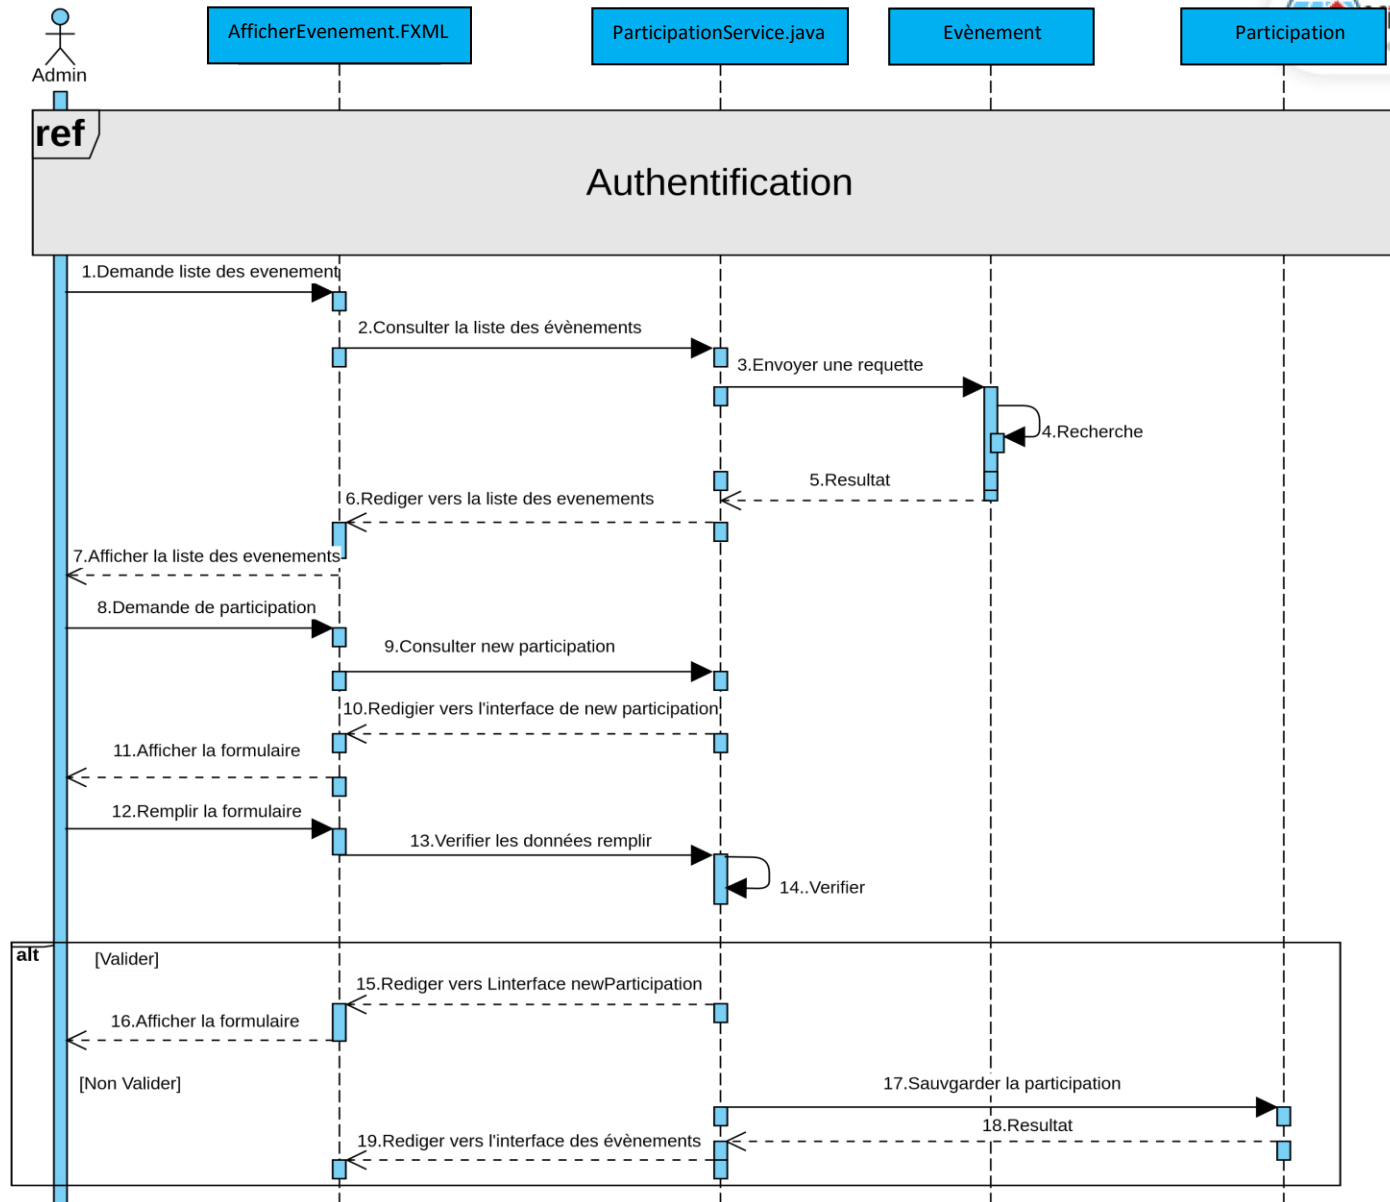 AfficherEvenement.FXML
ParticipationService.java
Evènement
Participation
Admin
ref
Authentification
1.Demande liste des evenement
2.Consulter la liste des évènements
3.Envoyer une requette
4.Recherche
5.Resultat
6.Rediger vers la liste des evenements
7.Afficher la liste des evenements
8.Demande de participation
9.Consulter new participation
10.Redigier vers l'interface de new participation
11.Afficher la formulaire
12.Remplir la formulaire
13.Verifier les données remplir
14..Verifier
alt
[Valider]
15.Rediger vers Linterface newParticipation
16.Afficher la formulaire
[Non Valider]
17.Sauvgarder la participation
18.Resultat
19.Rediger vers l'interface des évènements